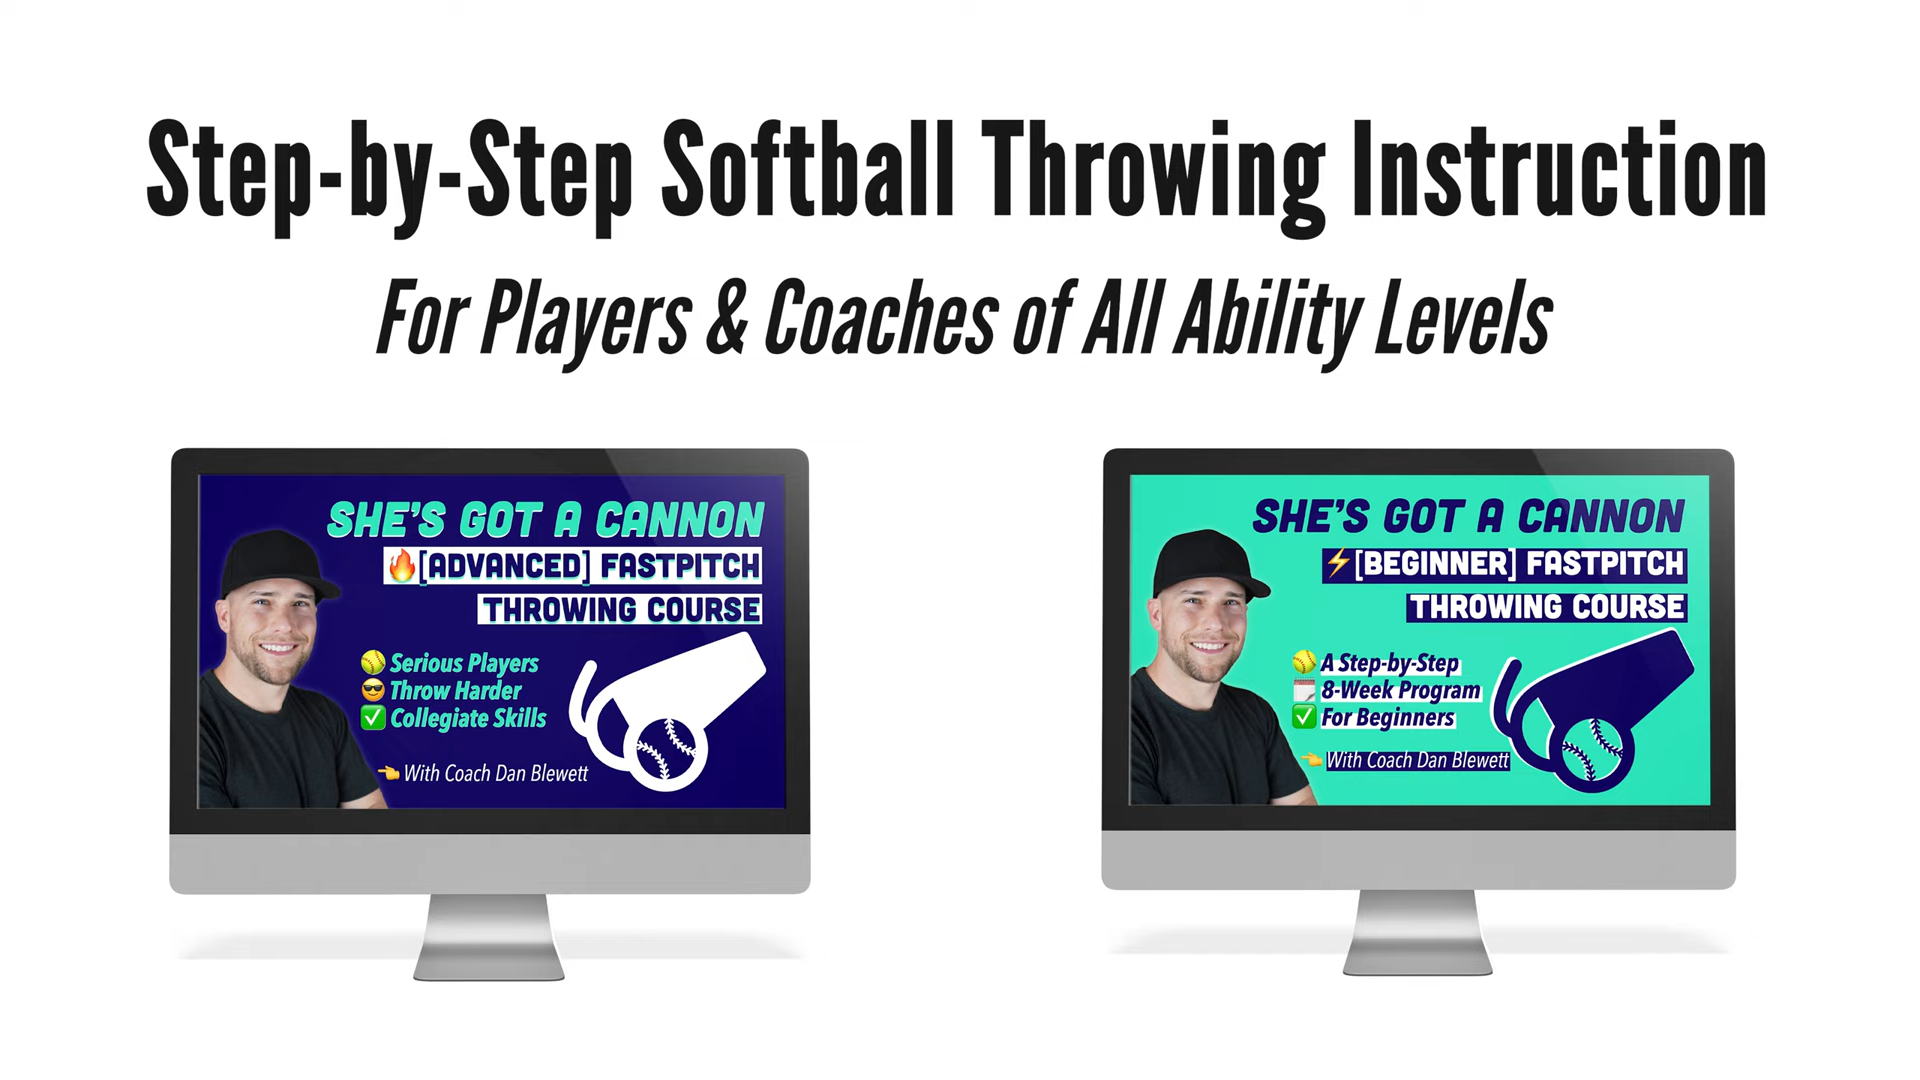 Step-by-Step Softball Throwing Instruction
For Players & Coaches of All Ability Levels
SHE'S GOT A CANNON
[ADVANCED] FASTPITCH
THROWING COURSE
Serious Players
Throw Harder
Collegiate Skills
With Coach Dan Blewett
SHE'S GOT A CANNON
[BEGINNER] FASTPITCH
THROWING COURSE
A Step-by-Step
8-Week Program
For Beginners
With Coach Dan Blewett